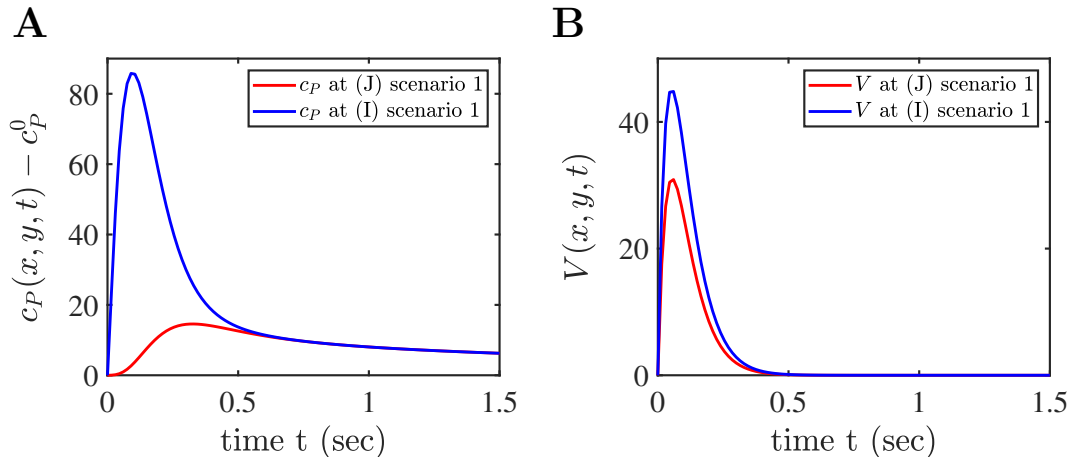 A
c_P(x, y, t) − c_P^0
80
60
40
20
0
0
0.5
1
1.5
time t (sec)
c_P at (J) scenario 1
c_P at (I) scenario 1
B
V(x, y, t)
40
20
0
0
0.5
1
1.5
time t (sec)
V at (J) scenario 1
V at (I) scenario 1